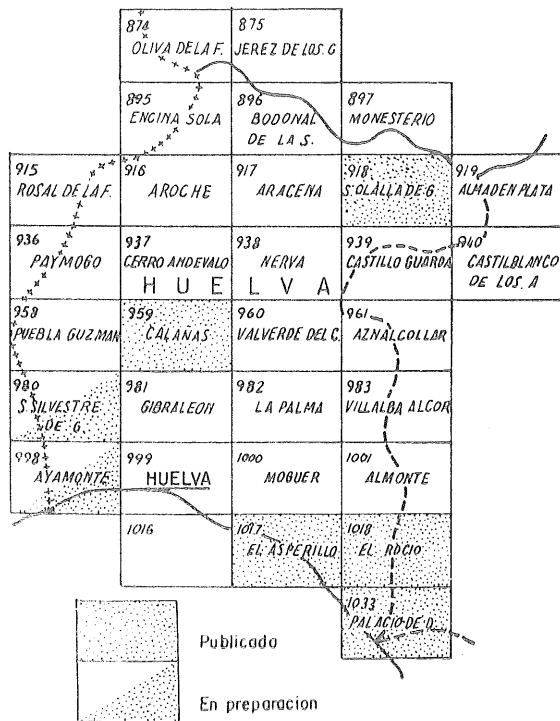 874
OLIVA DE LA F.
875
JEREZ DE LOS. G
895
ENCINA SOLA
896
BODONAL
DE LA S.
897
MONESTERIO
915
ROSAL DE LA F.
916
AROCHE
917
ARACENA
918
S.OLALLA DE G.
919
ALMADEN PLATA
936
PAYMOGO
937
CERRO ANDEVALO
938
NERVA
939
CASTILLO GUARDA
940
CASTILBLANCO
DE LOS. A
HUELVA
958
PUEBLA GUZMAN
959
CALAÑAS
960
VALVERDE DEL C.
961
AZNALCOLLAR
980
S.SILVESTRE
DE G.
981
GIBRALEON
982
LA PALMA
983
VILLALBA ALCOR
998
AYAMONTE
999
HUELVA
1000
MOGUER
1001
ALMONTE
1016
1017
EL ASPERILLO
1018
EL ROCIO
1033
PALACIO DE D.
Publicado
En preparacion